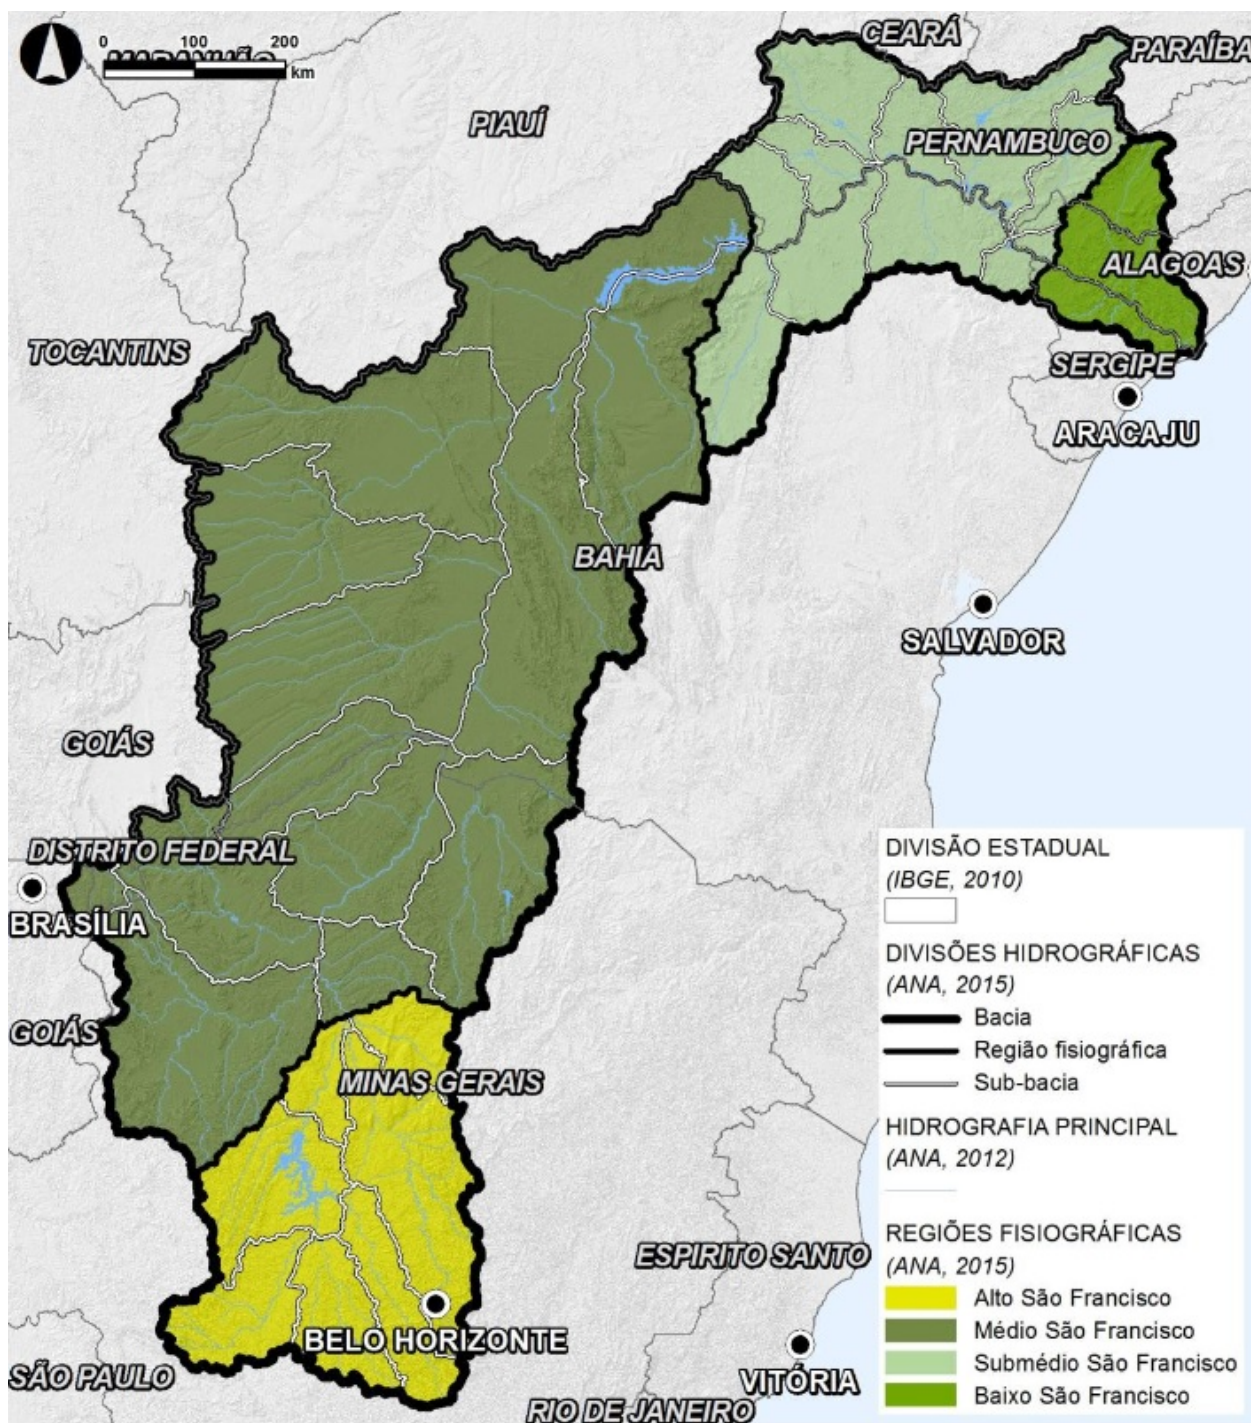 0 100 200
MARANHÃO
km
CEARÁ
PARAÍBA
PIAUÍ
PERNAMBUCO
ALAGOAS
TOCANTINS
SERGIPE
ARACAJU
BAHIA
SALVADOR
GOIÁS
DISTRITO FEDERAL
BRASÍLIA
GOIÁS
MINAS GERAIS
ESPIRITO SANTO
BELO HORIZONTE
SÃO PAULO
VITÓRIA
RIO DE JANEIRO
DIVISÃO ESTADUAL
(IBGE, 2010)
DIVISÕES HIDROGRÁFICAS
(ANA, 2015)
Bacia
Região fisiográfica
Sub-bacia
HIDROGRAFIA PRINCIPAL
(ANA, 2012)
REGIÕES FISIOGRÁFICAS
(ANA, 2015)
Alto São Francisco
Médio São Francisco
Submédio São Francisco
Baixo São Francisco